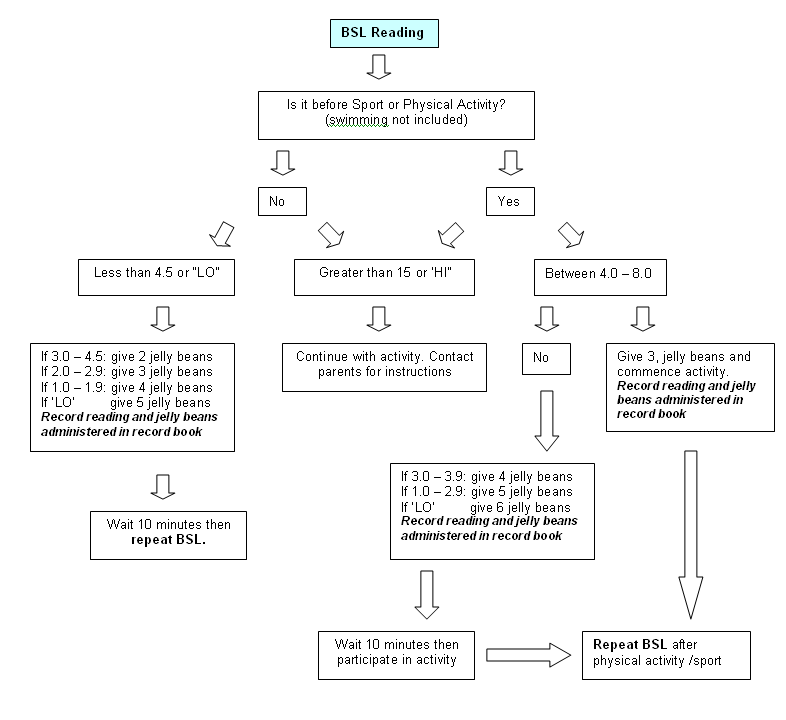 BSL Reading
Is it before Sport or Physical Activity?
(swimming not included)
No
Yes
Less than 4.5 or "LO"
Greater than 15 or 'HI"
Between 4.0 – 8.0
If 3.0 – 4.5: give 2 jelly beans
If 2.0 – 2.9: give 3 jelly beans
If 1.0 – 1.9: give 4 jelly beans
If 'LO' give 5 jelly beans
Record reading and jelly beans
administered in record book
Continue with activity. Contact
parents for instructions
No
Give 3, jelly beans and
commence activity.
Record reading and jelly
beans administered in
record book
If 3.0 – 3.9: give 4 jelly beans
If 1.0 – 2.9: give 5 jelly beans
If 'LO' give 6 jelly beans
Record reading and jelly beans
administered in record book
Wait 10 minutes then
repeat BSL.
Wait 10 minutes then
participate in activity
Repeat BSL after
physical activity /sport